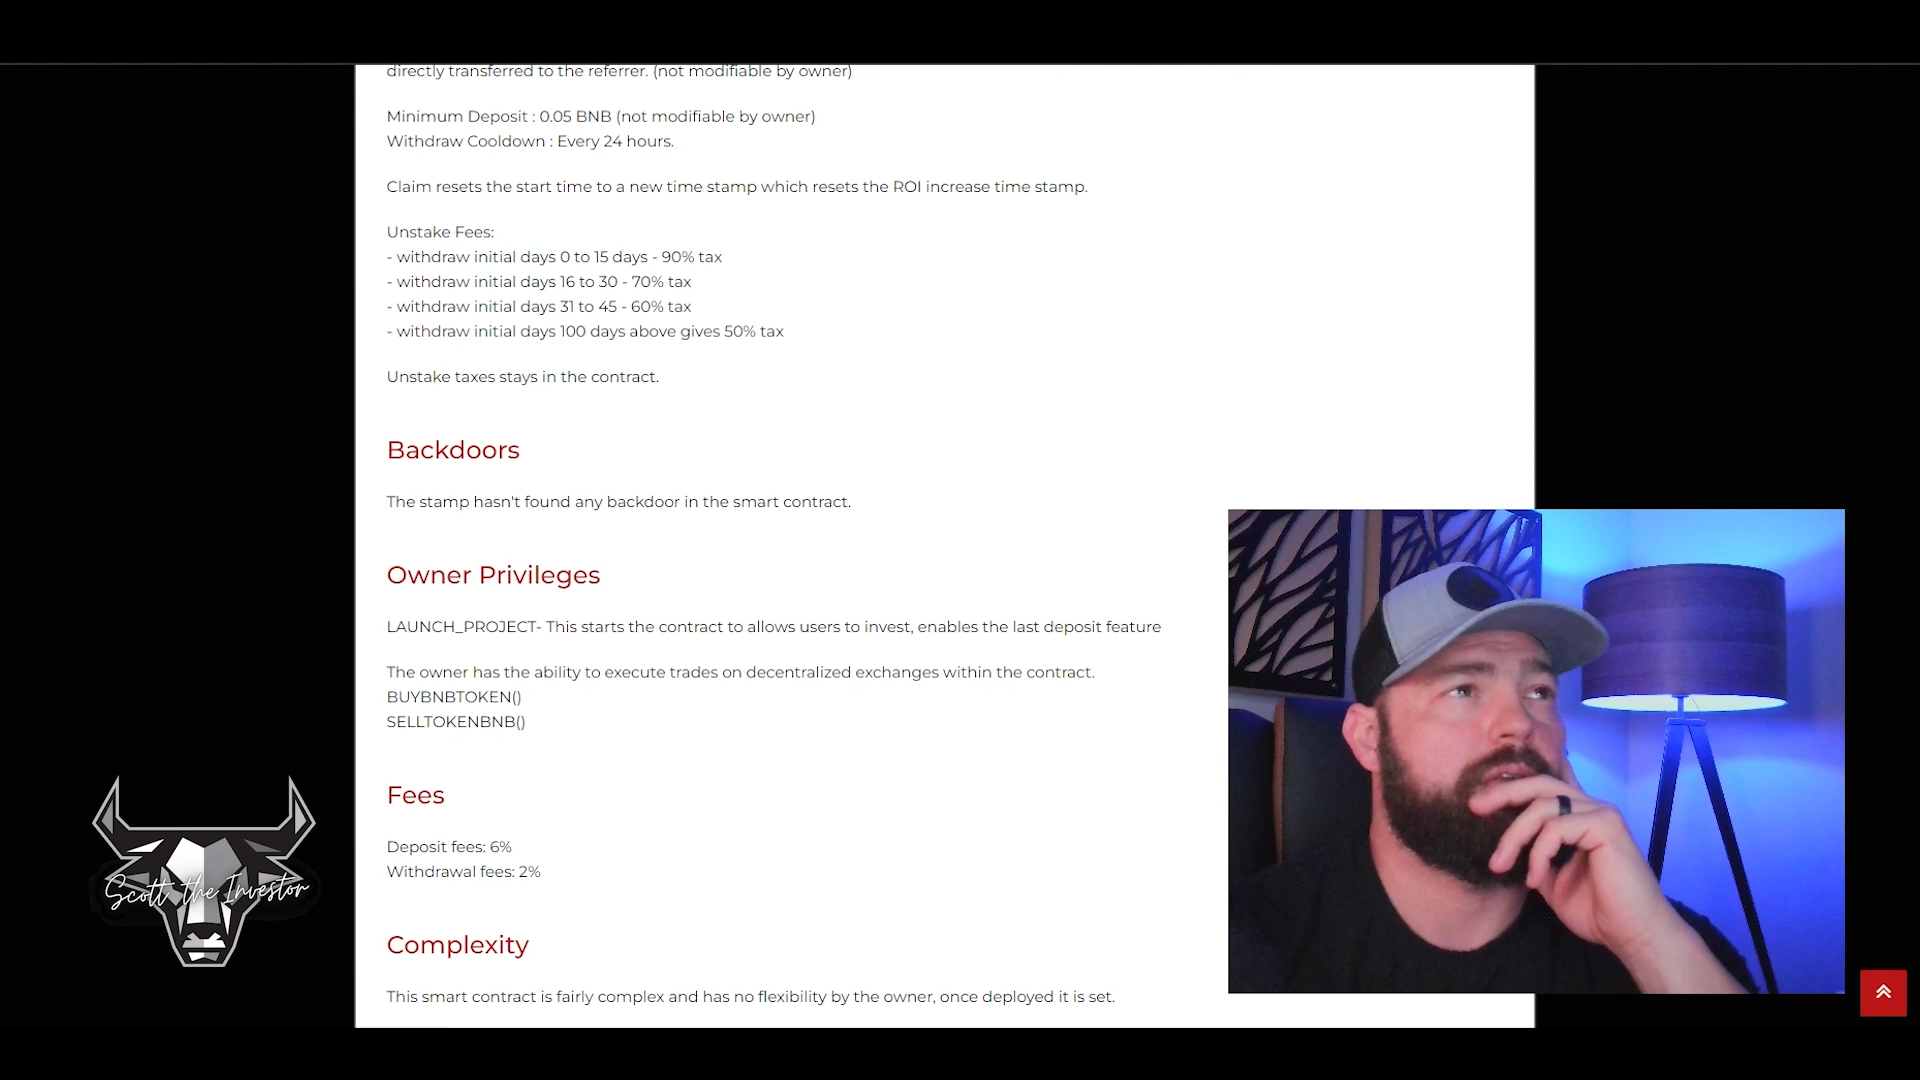 directly transferred to the referrer. (not modifiable by owner)
Minimum Deposit : 0.05 BNB (not modifiable by owner)
Withdraw Cooldown : Every 24 hours.
Claim resets the start time to a new time stamp which resets the ROI increase time stamp.
Unstake Fees:
- withdraw initial days 0 to 15 days - 90% tax
- withdraw initial days 16 to 30 - 70% tax
- withdraw initial days 31 to 45 - 60% tax
- withdraw initial days 100 days above gives 50% tax
Unstake taxes stays in the contract.
Backdoors
The stamp hasn't found any backdoor in the smart contract.
Owner Privileges
LAUNCH_PROJECT- This starts the contract to allows users to invest, enables the last deposit feature
The owner has the ability to execute trades on decentralized exchanges within the contract.
BUYBNBTOKEN()
SELLTOKENBNB()
Fees
Deposit fees: 6%
Withdrawal fees: 2%
Scott the Investor
Complexity
This smart contract is fairly complex and has no flexibility by the owner, once deployed it is set.